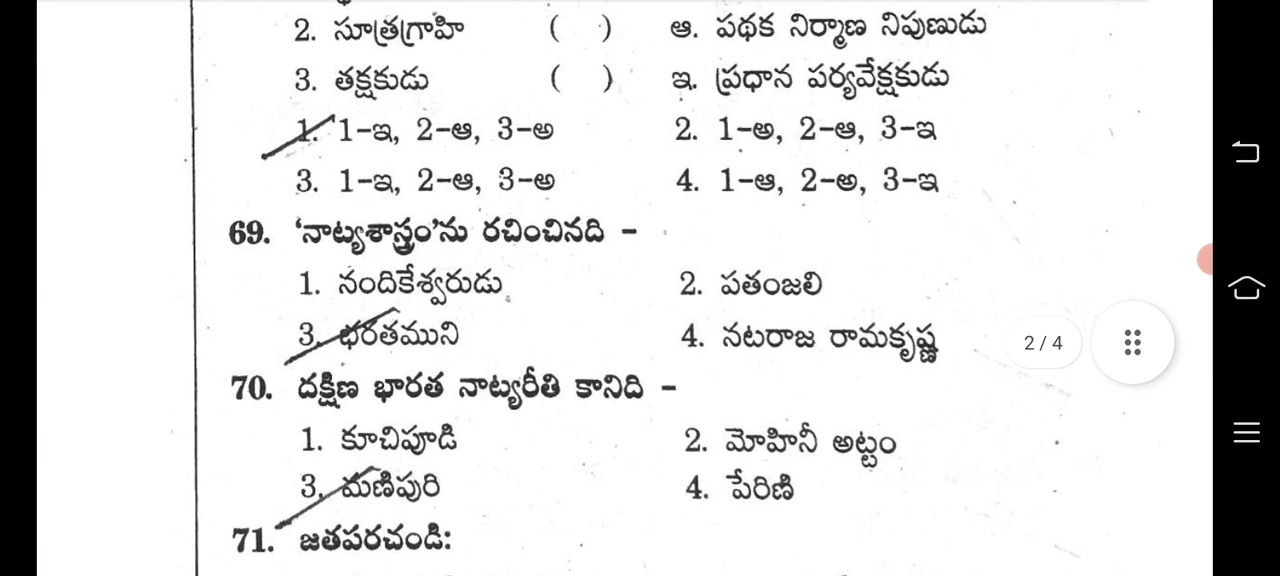 2. సూత్రగ్రాహి ( ) ఆ. పథక నిర్మాణ నిపుణుడు
3. తక్షకుడు ( ) ఇ. ప్రధాన పర్యవేక్షకుడు
1. 1-ఇ, 2-ఆ, 3-అ 2. 1-అ, 2-ఆ, 3-ఇ
3. 1-ఇ, 2-ఆ, 3-అ 4. 1-ఆ, 2-అ, 3-ఇ
69. 'నాట్యశాస్త్రం'ను రచించినది -
1. నందికేశ్వరుడు 2. పతంజలి
3. భరతముని 4. నటరాజ రామకృష్ణ
2 / 4
70. దక్షిణ భారత నాట్యరీతి కానిది -
1. కూచిపూడి 2. మోహినీ అట్టం
3. మణిపురి 4. పేరిణి
71. జతపరచండి: